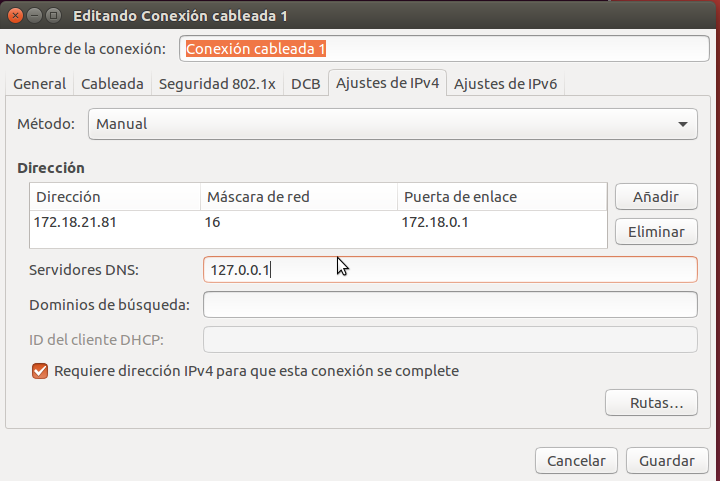 Editando Conexión cableada 1
Nombre de la conexión: Conexión cableada 1
General Cableada Seguridad 802.1x DCB Ajustes de IPv4 Ajustes de IPv6
Método: Manual
Dirección
Dirección Máscara de red Puerta de enlace Añadir
172.18.21.81 16 172.18.0.1
Eliminar
Servidores DNS: 127.0.0.1
Dominios de búsqueda:
ID del cliente DHCP:
Requiere dirección IPv4 para que esta conexión se complete
Rutas...
Cancelar Guardar